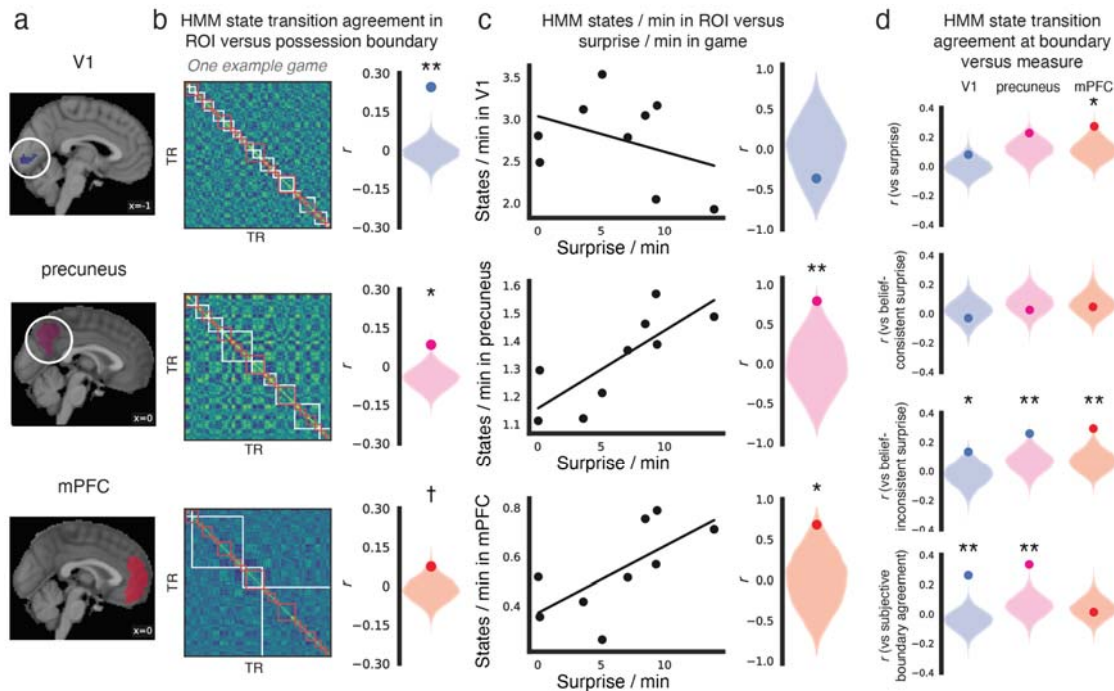 a
b
HMM state transition agreement in
ROI versus possession boundary
One example game
c
HMM states / min in ROI versus
surprise / min in game
d
HMM state transition
agreement at boundary
versus measure
V1
x=-1
TR
TR
0.30
0.15
0
−0.15
−0.30
r
**
States / min in V1
3.5
3.0
2.5
2.0
0
5
10
Surprise / min
1.0
0.5
0.0
−0.5
−1.0
r
precuneus
x=0
TR
TR
0.30
0.15
0
−0.15
−0.30
r
*
States / min in precuneus
1.6
1.5
1.4
1.3
1.2
1.1
0
5
10
Surprise / min
1.0
0.5
0.0
−0.5
−1.0
r
**
mPFC
x=0
TR
TR
0.30
0.15
0
−0.15
−0.30
r
†
States / min in mPFC
0.8
0.6
0.4
0
5
10
Surprise / min
1.0
0.5
0.0
−0.5
−1.0
r
*
V1 precuneus mPFC
*
r (vs surprise)
0.4
0.2
0.0
−0.2
−0.4
r (vs belief-
consistent surprise)
0.4
0.2
0.0
−0.2
−0.4
* ** **
r (vs belief-
inconsistent surprise)
0.4
0.2
0.0
−0.2
−0.4
** **
r (vs subjective
boundary agreement)
0.4
0.2
0.0
−0.2
−0.4